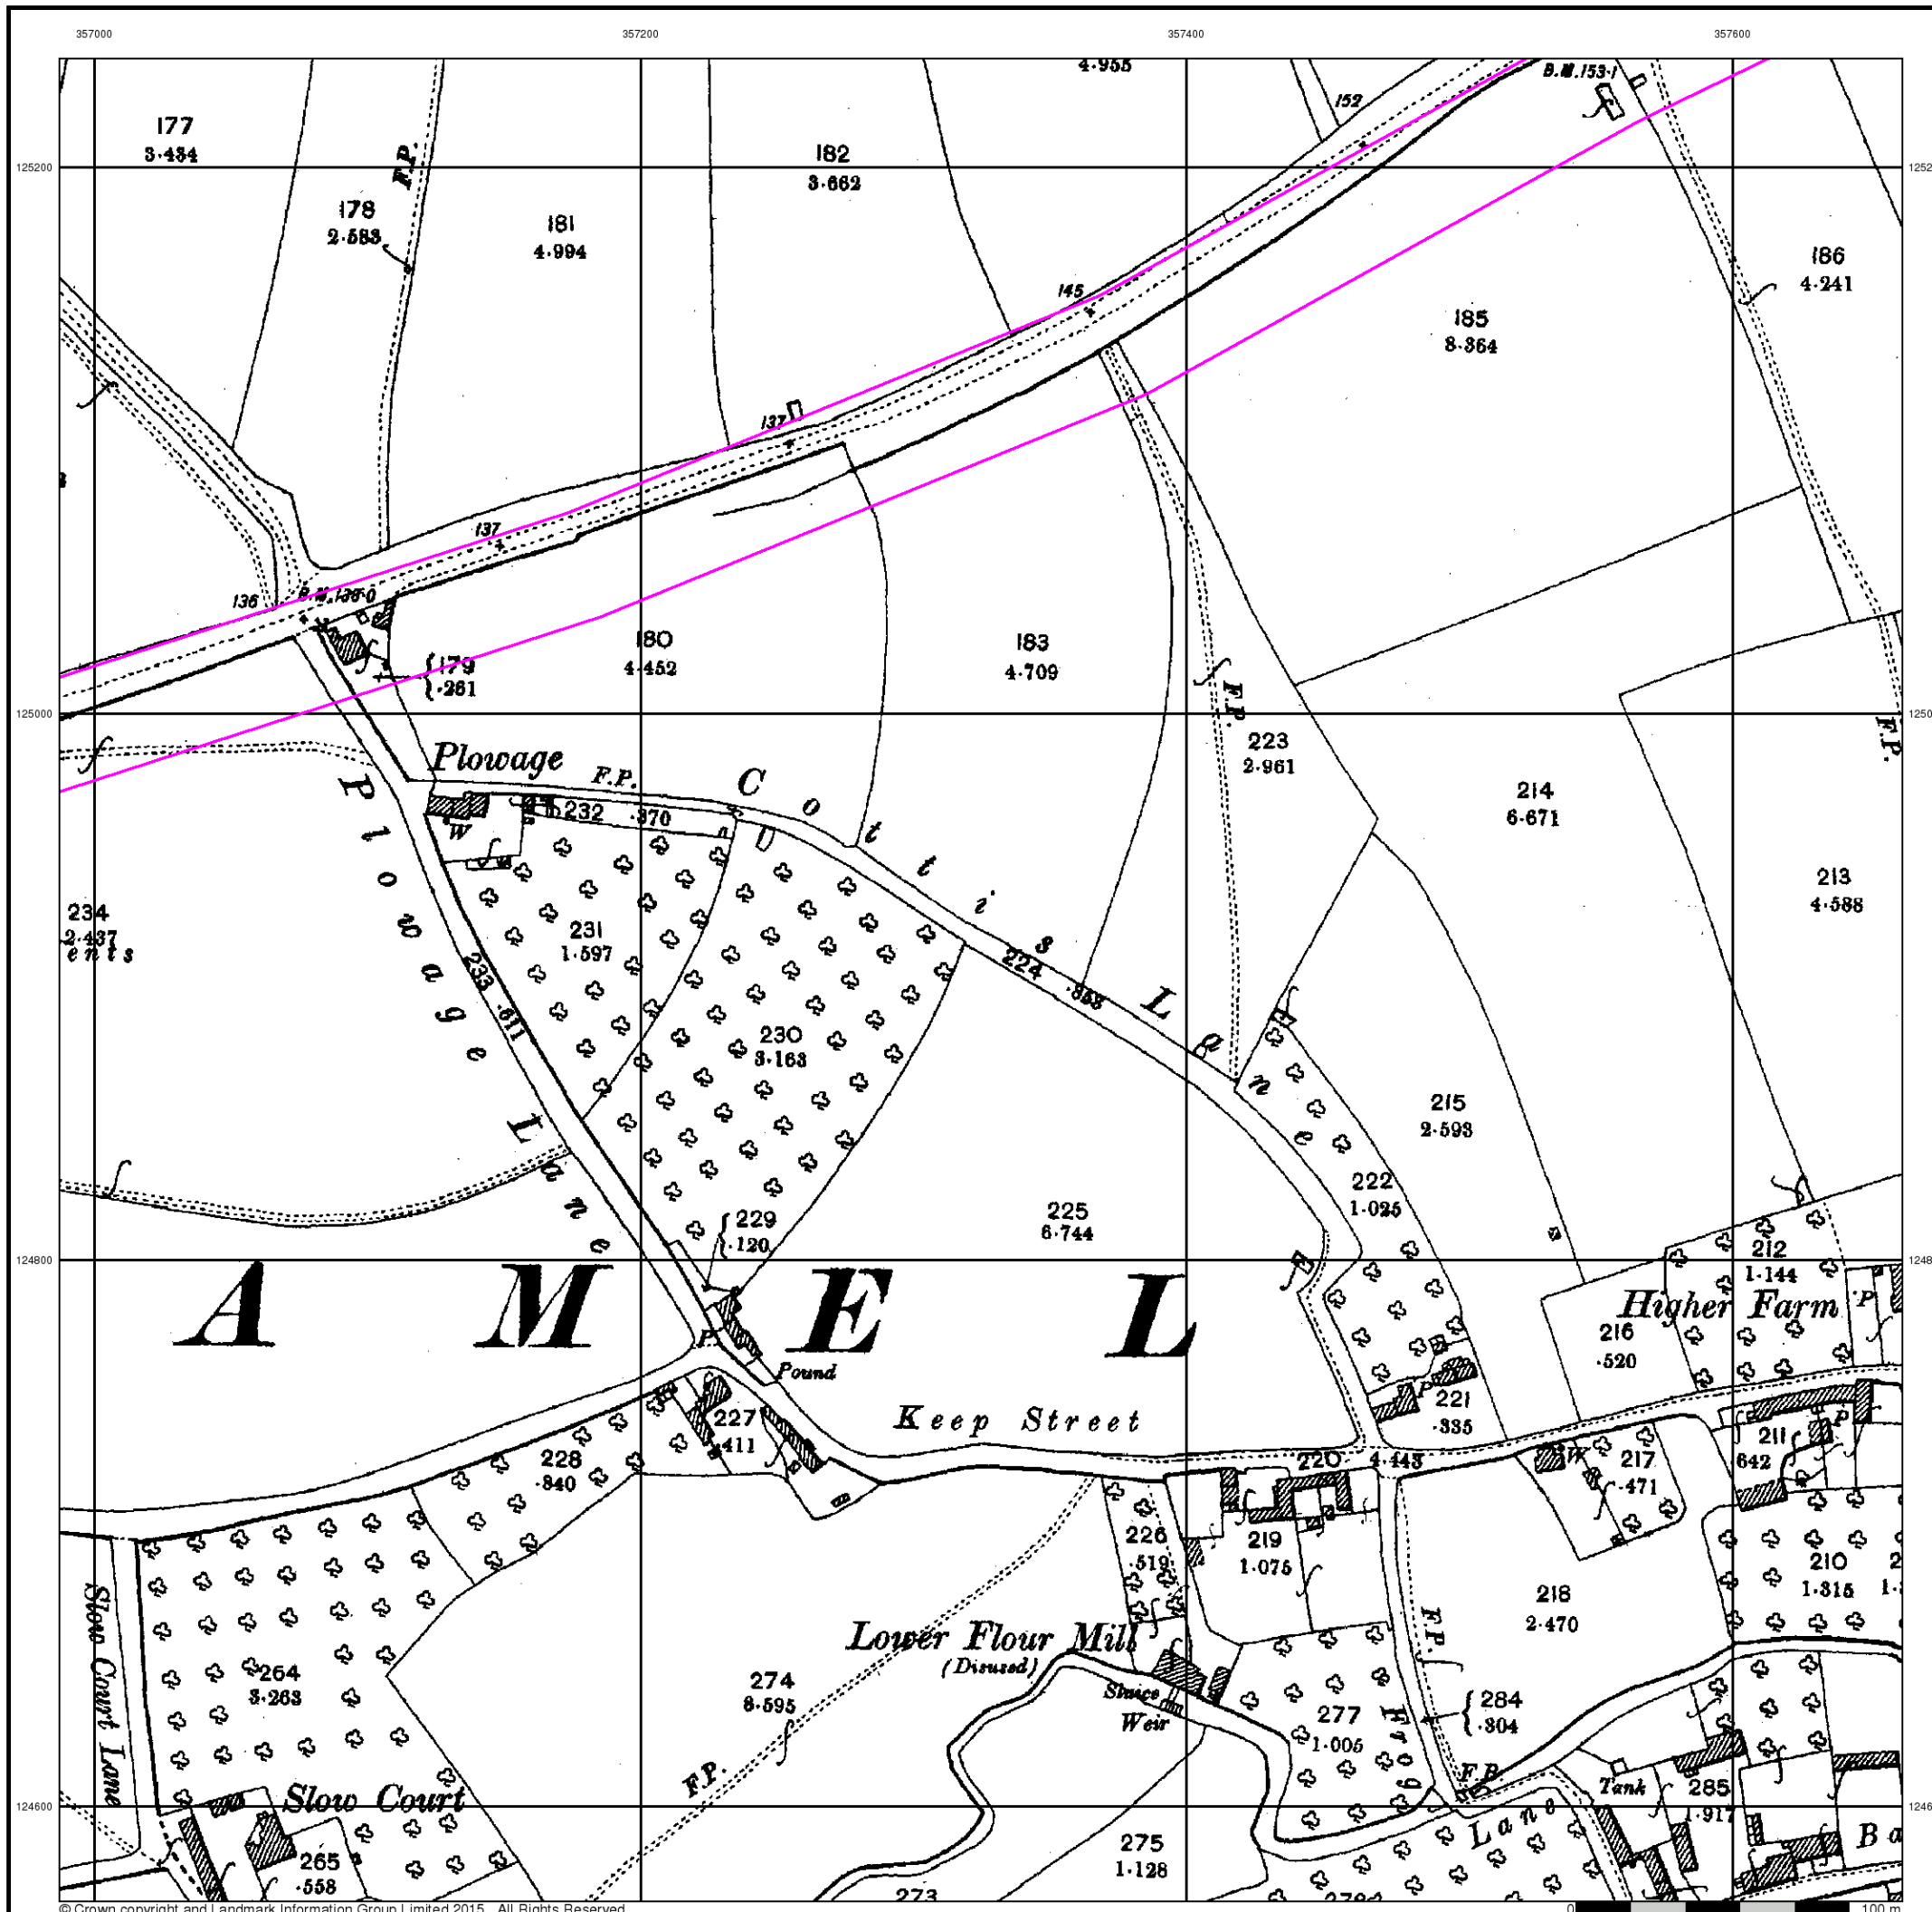 357000
357200
357400
357600
4.955
B.M.153.1
152
177
3.434
F.P.
182
3.662
125200
178
2.583
181
4.994
186
4.241
145
185
8.364
137
137
136
B.M.138.0
180
4.452
183
4.709
179
.261
F.P.
125000
223
2.961
F.P.
Plowage
F.P.
Cottis Lane
214
6.671
232 .370
W
Plowage Lane
213
4.588
234
2.437
ents
231
1.597
224 .853
233 .611
230
3.163
215
2.593
222
1.025
229
.120
225
6.744
124800
212
1.144
AMEL
Higher Farm
P
216
.520
P
Pound
Keep Street
227
.411
P
221
.335
P
211
642
228
.840
220 4.143
W
217
.471
226
.519
219
1.075
210
1.315
Slow Court Lane
218
2.470
F.P.
Lower Flour Mill
(Disused)
264
3.263
274
8.595
Sluice
Weir
277
1.005
284
.304
Frog Lane
F.P.
F.B.
Tank
285
1.917
Slow Court
124600
275
1.128
Ba
265
.558
273
278
© Crown copyright and Landmark Information Group Limited 2015. All Rights Reserved
0
100 m